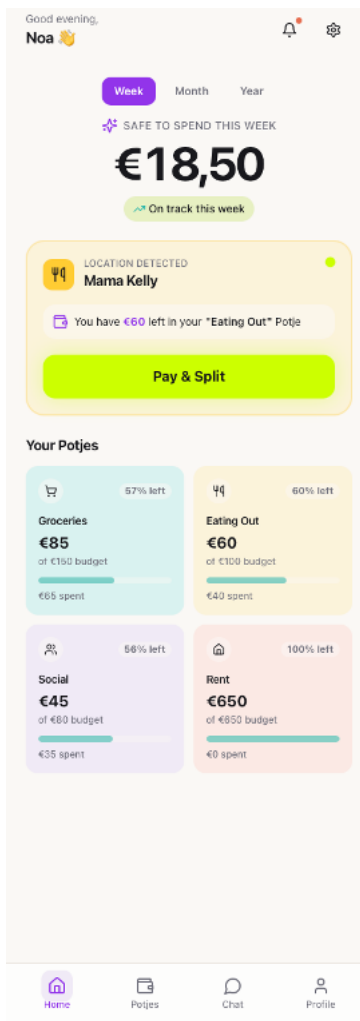 Good evening,
Noa 👋
Week Month Year
SAFE TO SPEND THIS WEEK
€18,50
On track this week
LOCATION DETECTED
Mama Kelly
You have €60 left in your "Eating Out" Potje
Pay & Split
Your Potjes
57% left
Groceries
€85
of €150 budget
€65 spent
60% left
Eating Out
€60
of €100 budget
€40 spent
56% left
Social
€45
of €80 budget
€35 spent
100% left
Rent
€650
of €650 budget
€0 spent
Home Potjes Chat Profile